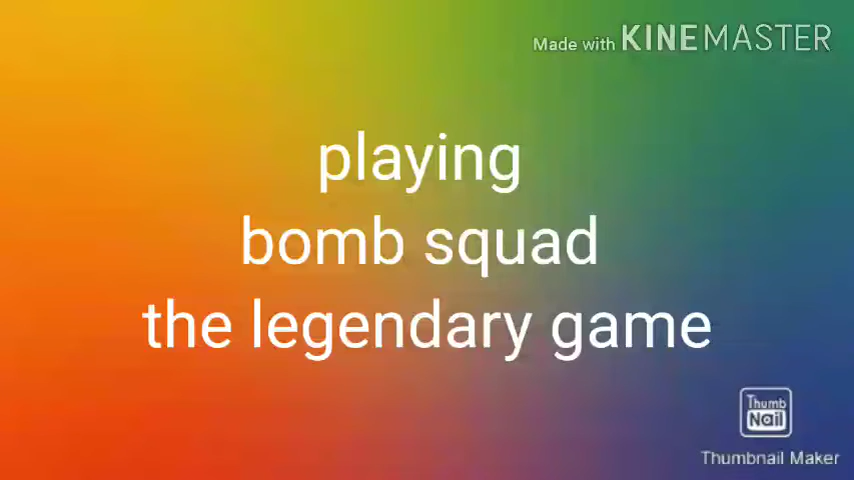 Made with KINEMASTER
playing
bomb squad
the legendary game
Thumb
Nail
Thumbnail Maker